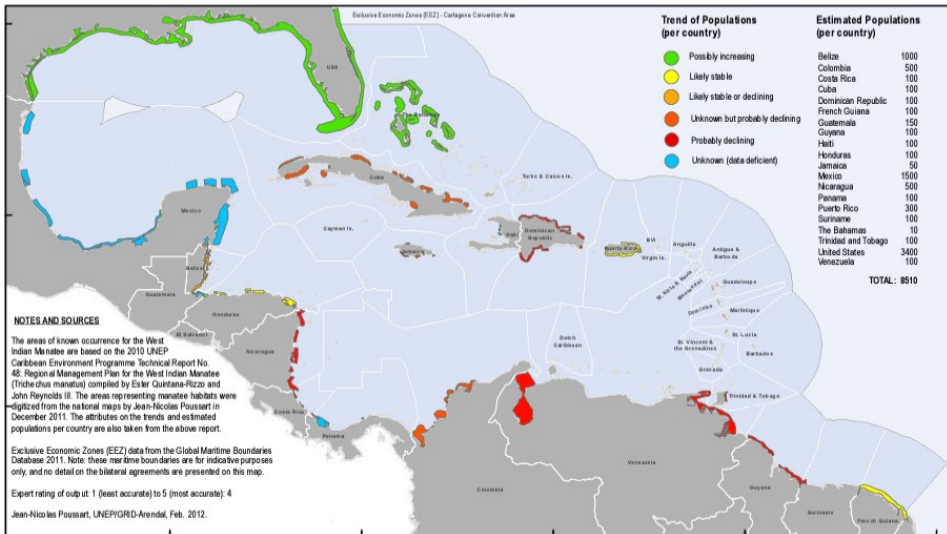 Exclusive Economic Zones (EEZ) - Cartagena Convention Area
Trend of Populations
(per country)
Possibly increasing
Likely stable
Likely stable or declining
Unknown but probably declining
Probably declining
Unknown (data deficient)
Estimated Populations
(per country)
Belize 1000
Colombia 500
Costa Rica 100
Cuba 100
Dominican Republic 100
French Guiana 100
Guatemala 150
Guyana 100
Haiti 100
Honduras 100
Jamaica 50
Mexico 1500
Nicaragua 500
Panama 100
Puerto Rico 300
Suriname 100
The Bahamas 10
Trinidad and Tobago 100
United States 3400
Venezuela 100
TOTAL: 8510
USA
The Bahamas
Cuba
Turks & Caicos Is.
Mexico
Cayman Is.
Haiti
Dominican
Republic
Jamaica
Puerto Rico
BVI
Virgin Is.
Anguilla
Antigua &
Barbuda
St. Kitts & Nevis
Montserrat
Guadeloupe
Dominica
Martinique
St. Lucia
St. Vincent &
the Grenadines
Barbados
Grenada
Trinidad & Tobago
Dutch
Caribbean
Belize
Guatemala
Honduras
El Salvador
Nicaragua
Costa Rica
Panama
Colombia
Venezuela
Guyana
Suriname
French Guiana
NOTES AND SOURCES
The areas of known occurrence for the West
Indian Manatee are based on the 2010 UNEP
Caribbean Environment Programme Technical Report No.
48: Regional Management Plan for the West Indian Manatee
(Trichechus manatus) compiled by Ester Quintana-Rizzo and
John Reynolds III. The areas representing manatee habitats were
digitized from the national maps by Jean-Nicolas Poussart in
December 2011. The attributes on the trends and estimated
populations per country are also taken from the above report.
Exclusive Economic Zones (EEZ) data from the Global Maritime Boundaries
Database 2011. Note: these maritime boundaries are for indicative purposes
only, and no detail on the bilateral agreements are presented on this map.
Expert rating of output: 1 (least accurate) to 5 (most accurate): 4
Jean-Nicolas Poussart, UNEP/GRID-Arendal, Feb. 2012.